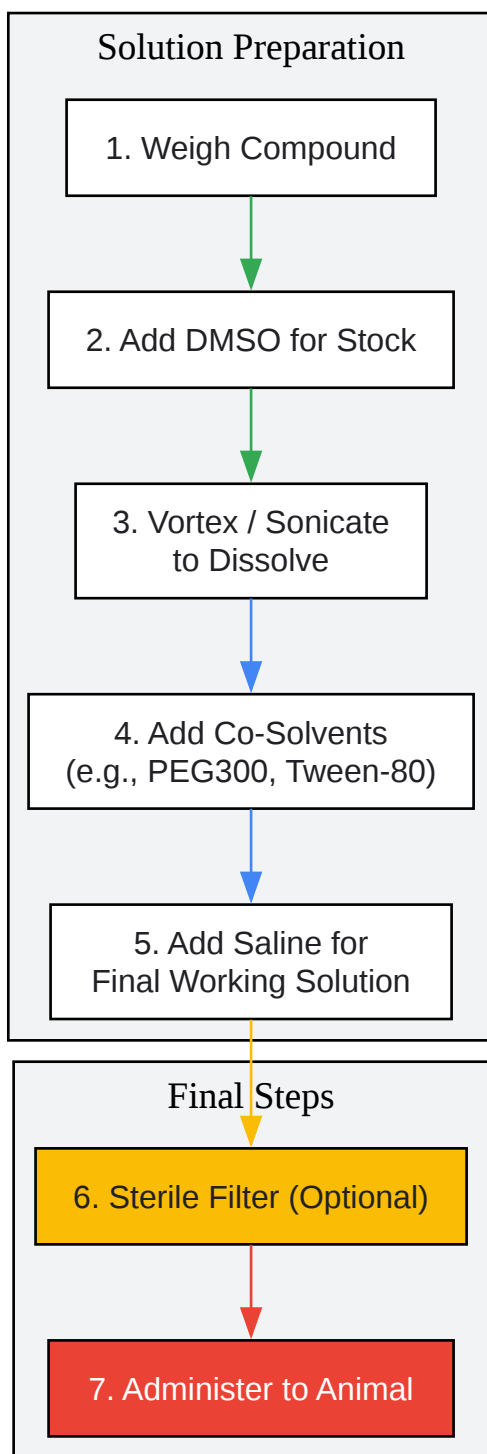 Solution Preparation
1. Weigh Compound
2. Add DMSO for Stock
3. Vortex / Sonicate
to Dissolve
4. Add Co-Solvents
(e.g., PEG300, Tween-80)
5. Add Saline for
Final Working Solution
Final Steps
6. Sterile Filter (Optional)
7. Administer to Animal